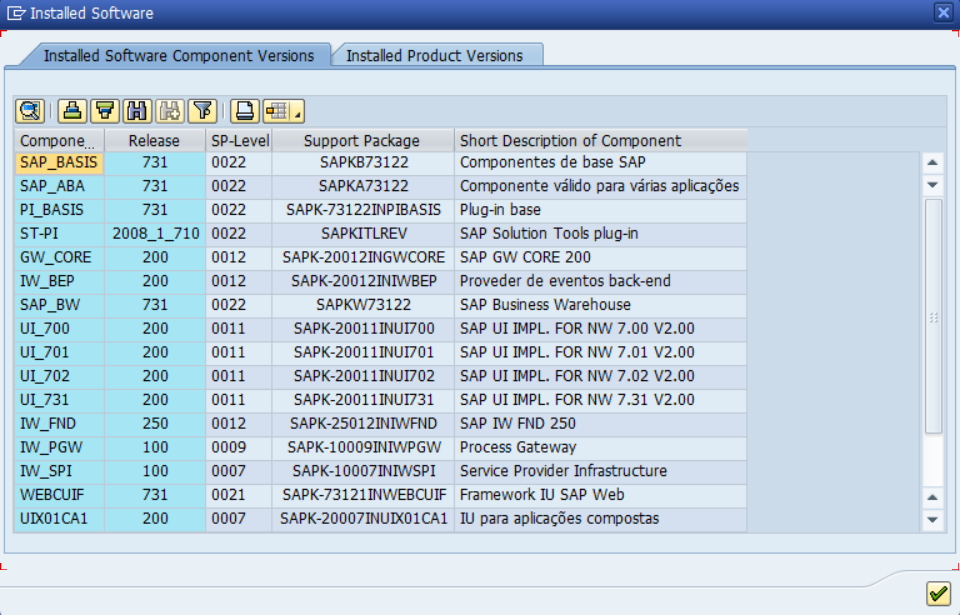 Installed Software
Installed Software Component Versions Installed Product Versions
Compone... Release SP-Level Support Package Short Description of Component
SAP_BASIS 731 0022 SAPKB73122 Componentes de base SAP
SAP_ABA 731 0022 SAPKA73122 Componente válido para várias aplicações
PI_BASIS 731 0022 SAPK-73122INPIBASIS Plug-in base
ST-PI 2008_1_710 0022 SAPKITLREV SAP Solution Tools plug-in
GW_CORE 200 0012 SAPK-20012INGWCORE SAP GW CORE 200
IW_BEP 200 0012 SAPK-20012INIWBEP Proveder de eventos back-end
SAP_BW 731 0022 SAPKW73122 SAP Business Warehouse
UI_700 200 0011 SAPK-20011INUI700 SAP UI IMPL. FOR NW 7.00 V2.00
UI_701 200 0011 SAPK-20011INUI701 SAP UI IMPL. FOR NW 7.01 V2.00
UI_702 200 0011 SAPK-20011INUI702 SAP UI IMPL. FOR NW 7.02 V2.00
UI_731 200 0011 SAPK-20011INUI731 SAP UI IMPL. FOR NW 7.31 V2.00
IW_FND 250 0012 SAPK-25012INIWFND SAP IW FND 250
IW_PGW 100 0009 SAPK-10009INIWPGW Process Gateway
IW_SPI 100 0007 SAPK-10007INIWSPI Service Provider Infrastructure
WEBCUIF 731 0021 SAPK-73121INWEBCUIF Framework IU SAP Web
UIX01CA1 200 0007 SAPK-20007INUIX01CA1 IU para aplicações compostas